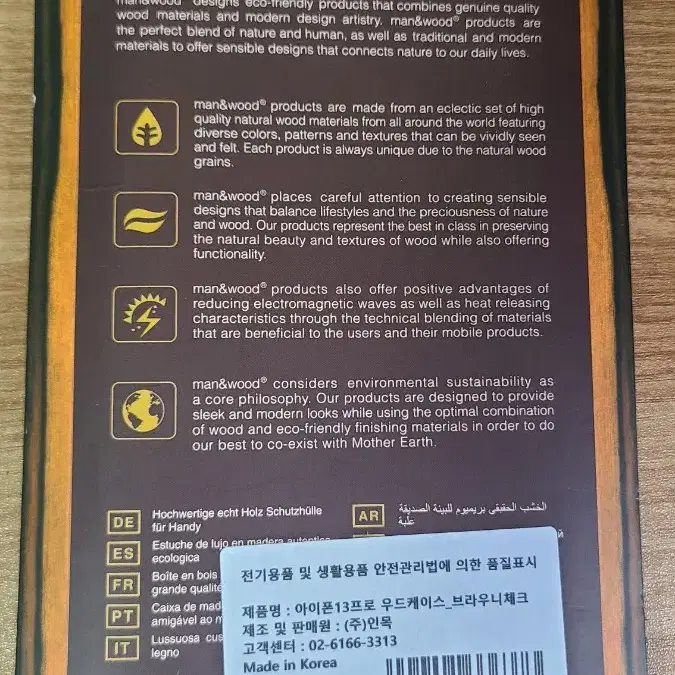 man&wood® designs eco-friendly products that combines genuine quality
wood materials and modern design artistry. man&wood® products are
the perfect blend of nature and human, as well as traditional and modern
materials to offer sensible designs that connects nature to our daily lives.
man&wood® products are made from an eclectic set of high
quality natural wood materials from all around the world featuring
diverse colors, patterns and textures that can be vividly seen
and felt. Each product is always unique due to the natural wood
grains.
man&wood® places careful attention to creating sensible
designs that balance lifestyles and the preciousness of nature
and wood. Our products represent the best in class in preserving
the natural beauty and textures of wood while also offering
functionality.
man&wood® products also offer positive advantages of
reducing electromagnetic waves as well as heat releasing
characteristics through the technical blending of materials
that are beneficial to the users and their mobile products.
man&wood® considers environmental sustainability as
a core philosophy. Our products are designed to provide
sleek and modern looks while using the optimal combination
of wood and eco-friendly finishing materials in order to do
our best to co-exist with Mother Earth.
DE Hochwertige echt Holz Schutzhülle
für Handy
ES Estuche de lujo en madera
ecologica
FR Boîte en bois
grande qualité
PT Caixa de
amigável ao
IT Lussuosa
legno
AR الخشب الحقيقي بريميوم للبيئة الصديقة
علبة
전기용품 및 생활용품 안전관리법에 의한 품질표시
제품명 : 아이폰13프로 우드케이스_브라우니체크
제조 및 판매원 : (주)인목
고객센터 : 02-6166-3313
Made in Korea